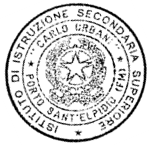 ISTITUTO DI ISTRUZIONE SECONDARIA SUPERIORE
"CARLO URBANI"
PORTO SANT'ELPIDIO (FM)